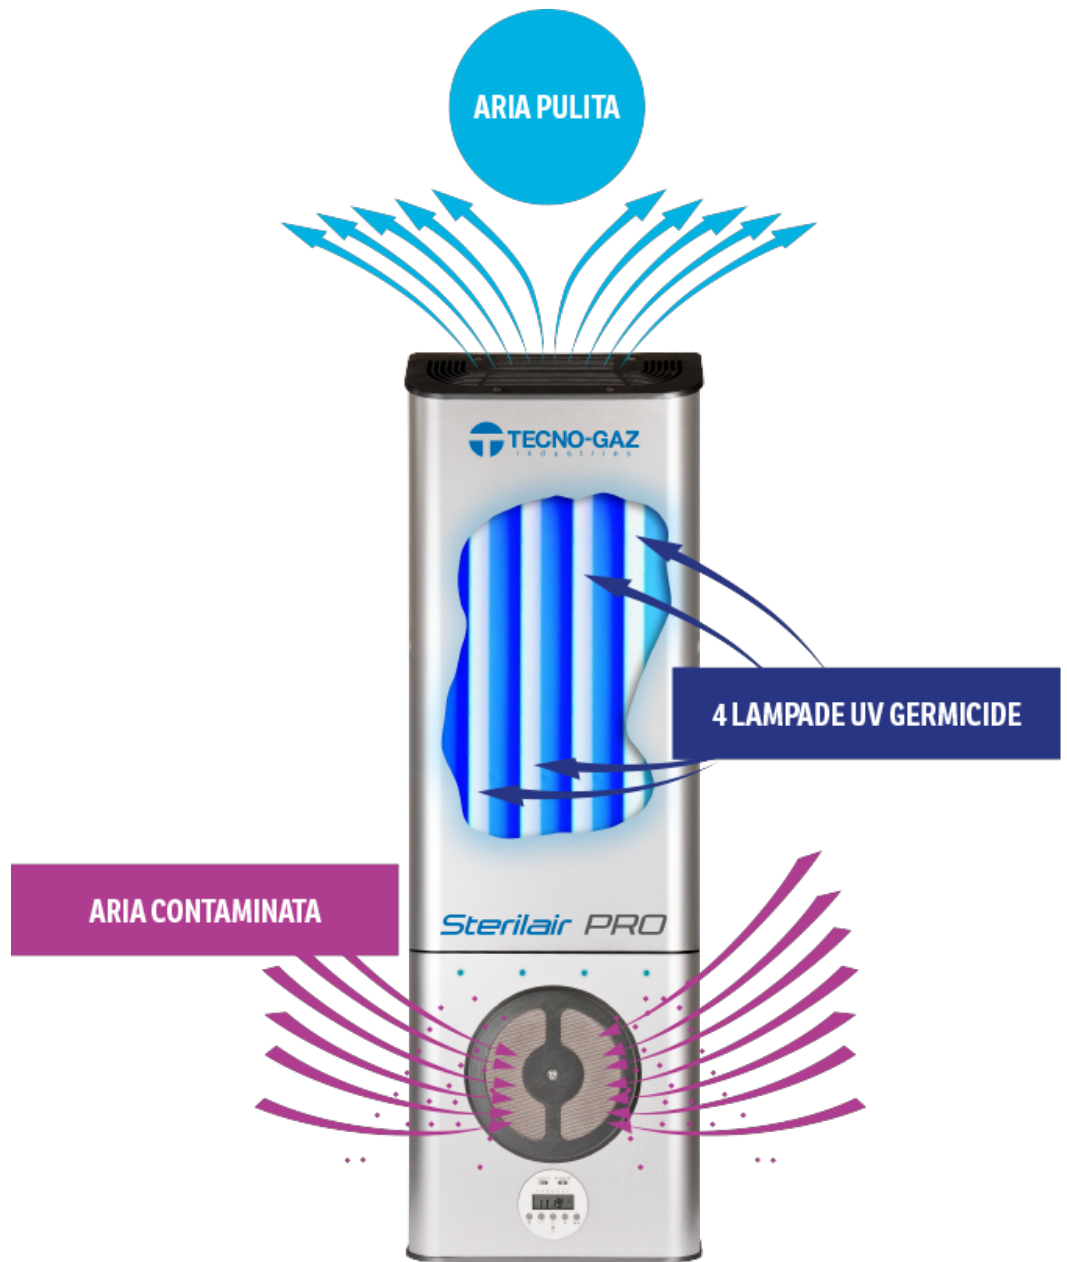 ARIA PULITA
TECNO-GAZ
industries
4 LAMPADE UV GERMICIDE
ARIA CONTAMINATA
Sterilair PRO